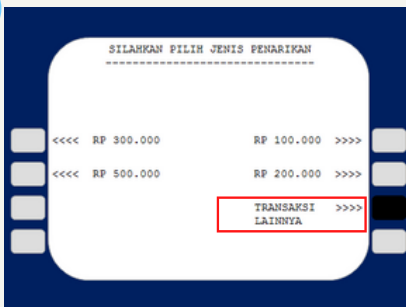 SILAHKAN PILIH JENIS PENARIKAN
-------------------------------
<<<< RP 300.000 RP 100.000 >>>>
<<<< RP 500.000 RP 200.000 >>>>
TRANSAKSI >>>>
LAINNYA